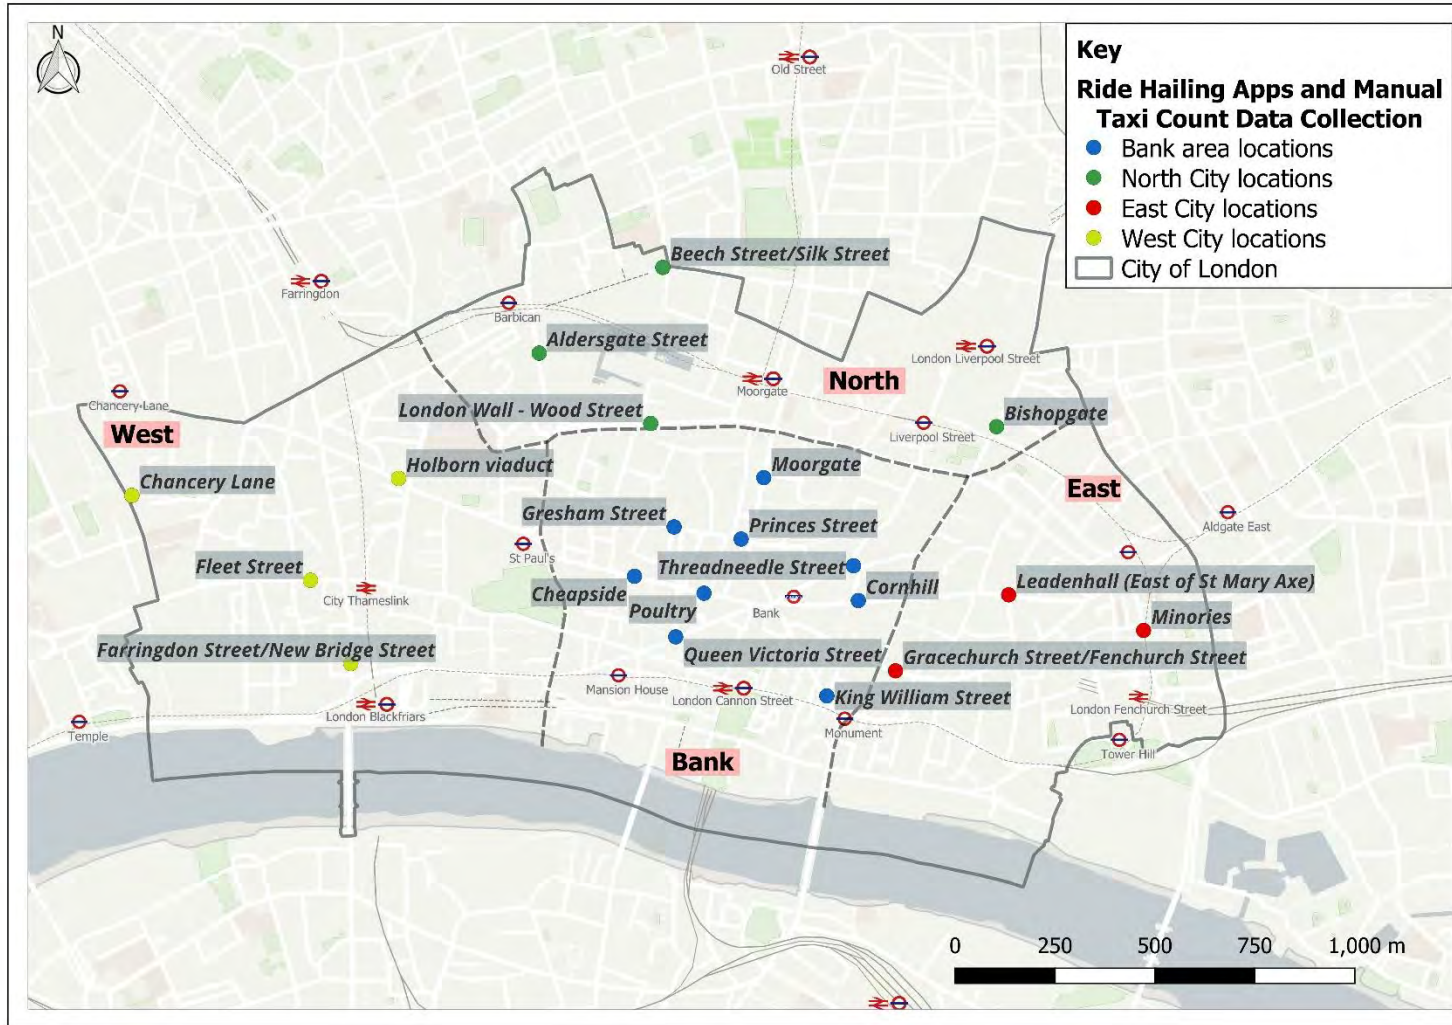 N
Key
Ride Hailing Apps and Manual
Taxi Count Data Collection
Bank area locations
North City locations
East City locations
West City locations
City of London
Old Street
Beech Street/Silk Street
Farringdon
Barbican
Aldersgate Street
London Liverpool Street
North
Moorgate
Chancery Lane
London Wall - Wood Street
Bishopgate
Liverpool Street
West
Holborn viaduct
Moorgate
Chancery Lane
East
Gresham Street
Princes Street
Aldgate East
St Paul's
Fleet Street
Threadneedle Street
Leadenhall (East of St Mary Axe)
City Thameslink
Cheapside
Cornhill
Poultry
Bank
Minories
Farringdon Street/New Bridge Street
Queen Victoria Street
Gracechurch Street/Fenchurch Street
Mansion House
London Cannon Street
King William Street
London Fenchurch Street
London Blackfriars
Temple
Monument
Tower Hill
Bank
0 250 500 750 1,000 m